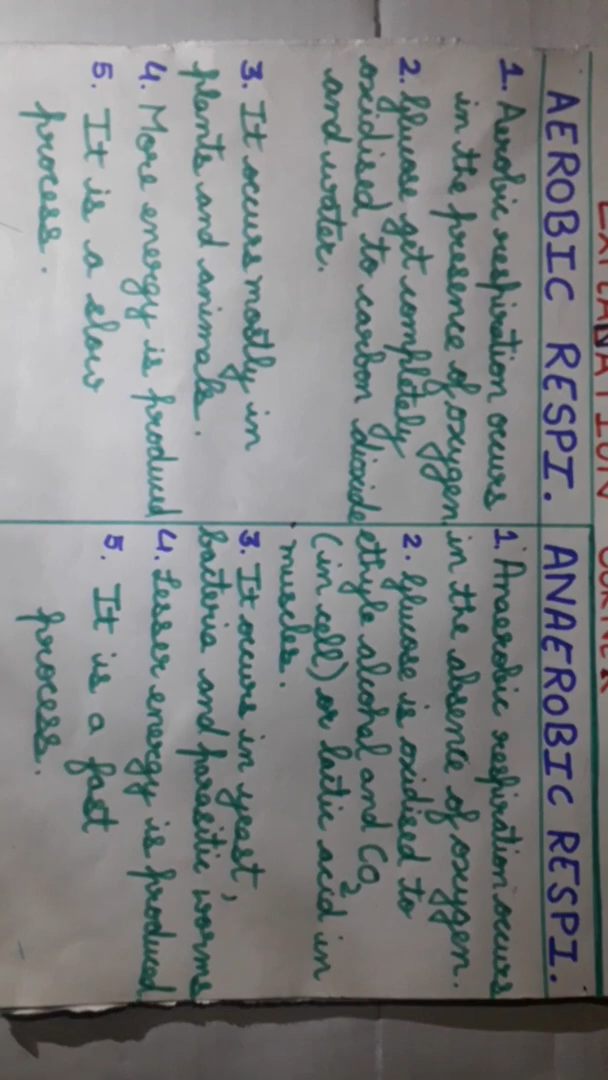 EXPLANATION CORNER
AEROBIC RESPI.
1. Aerobic respiration occurs
in the presence of oxygen.
2. Glucose get completely
oxidised to carbon dioxide
and water.
3. It occurs mostly in
plants and animals.
4. More energy is produced
5. It is a slow
process.
ANAEROBIC RESPI.
1. Anaerobic respiration occurs
in the absence of oxygen.
2. Glucose is oxidised to
ethyle alcohol and CO₂
(in cell) or lactic acid in
muscles.
3. It occurs in yeast,
bacteria and parasitic worms
4. Lesser energy is produced
5. It is a fast
process.